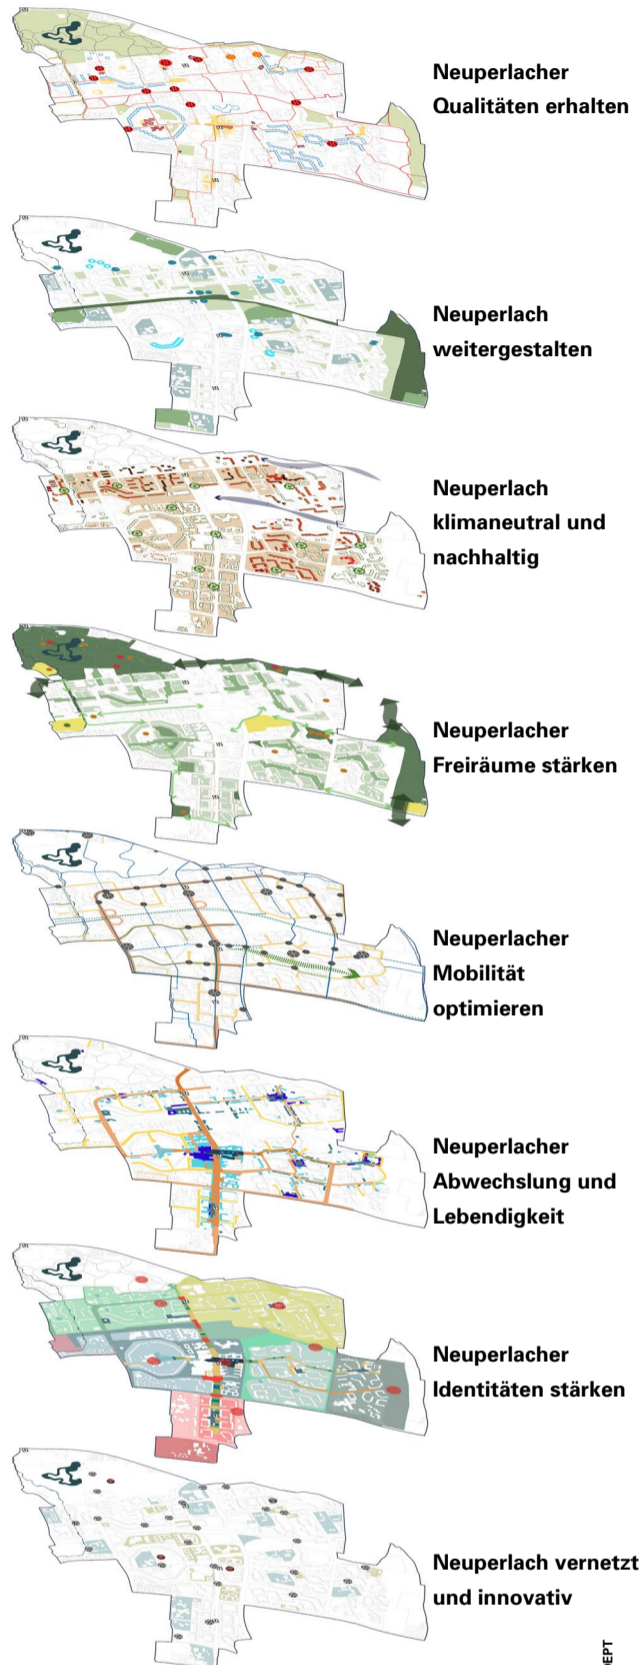 Neuperlacher
Qualitäten erhalten
Neuperlach
weitergestalten
Neuperlach
klimaneutral und
nachhaltig
Neuperlacher
Freiräume stärken
Neuperlacher
Mobilität
optimieren
Neuperlacher
Abwechslung und
Lebendigkeit
Neuperlacher
Identitäten stärken
Neuperlach vernetzt
und innovativ